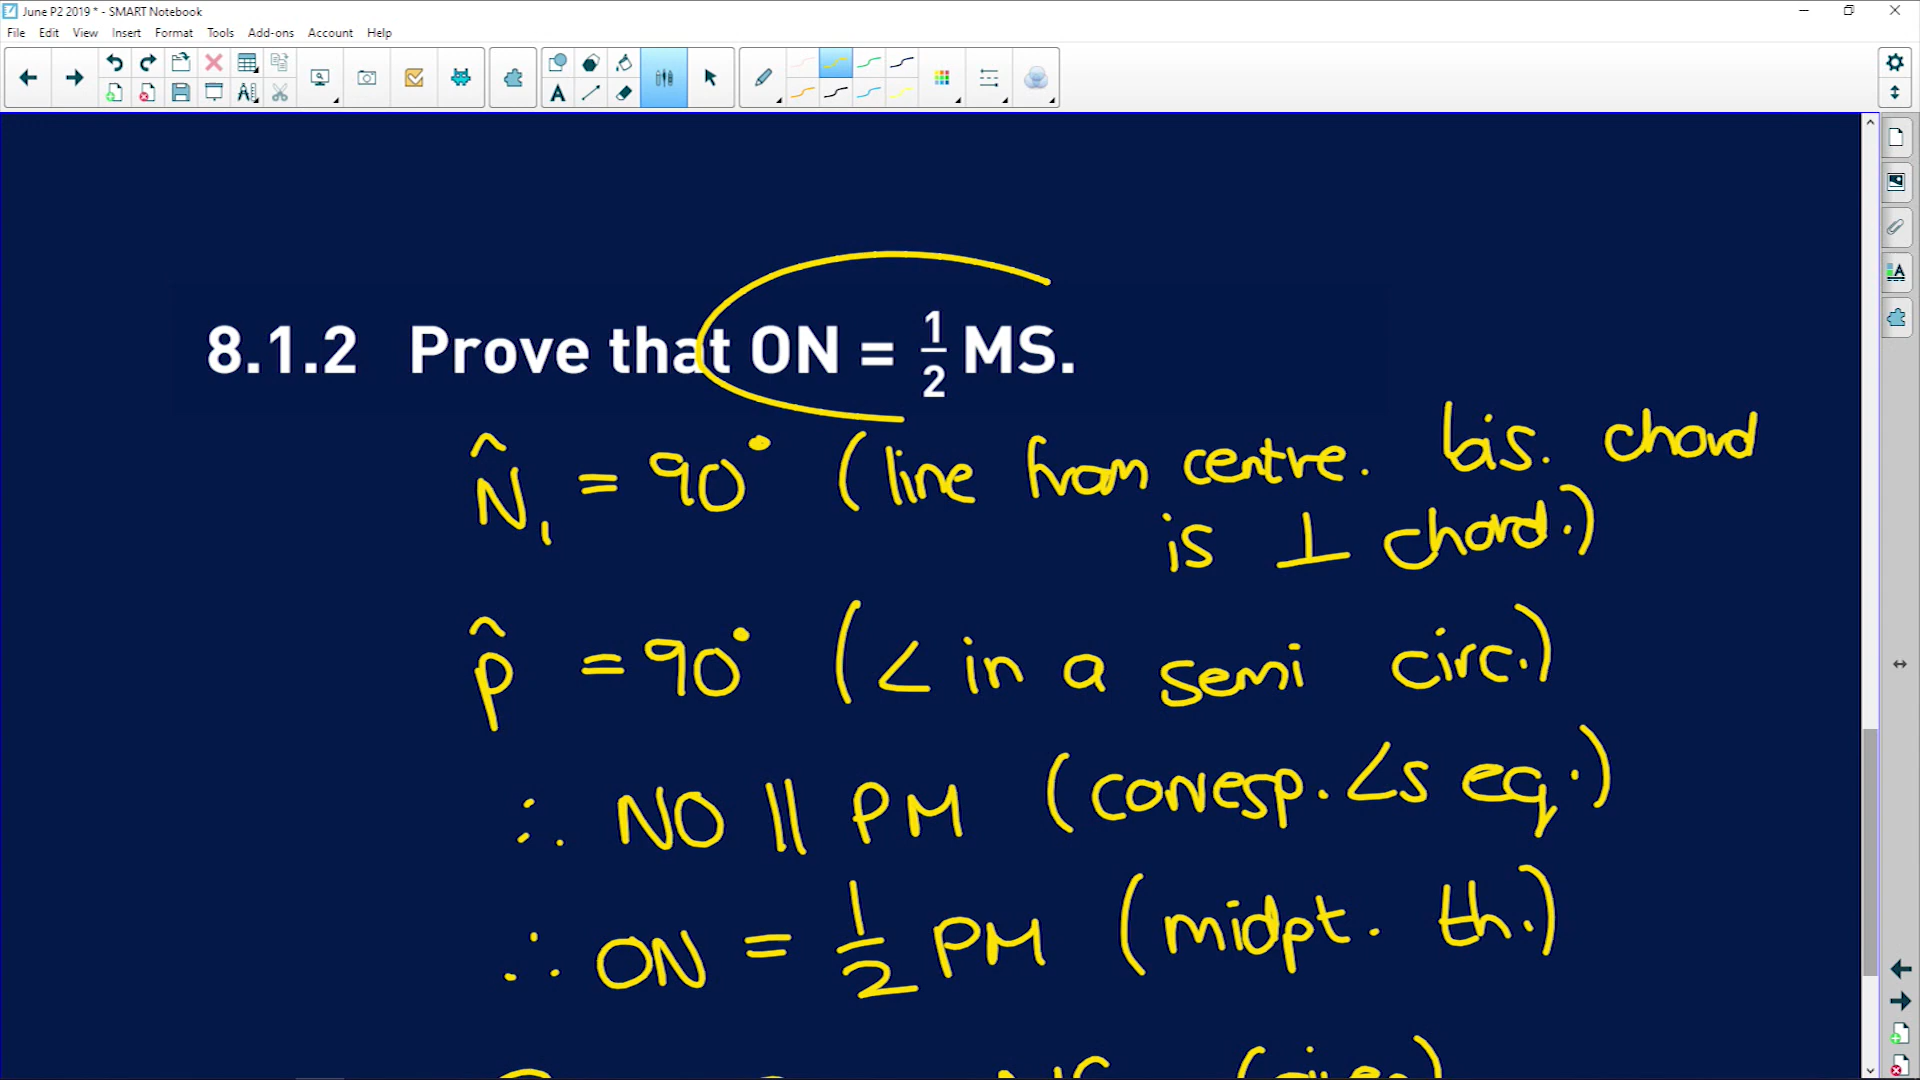 June P2 2019 * - SMART Notebook
File Edit View Insert Format Tools Add-ons Account Help
8.1.2 Prove that ON = 1/2 MS.
N̂₁ = 90° (line from centre. bis. chord
is ⊥ chord.)
P̂ = 90° (∠ in a semi circ.)
∴ NO || PM (corresp. ∠s eq.)
∴ ON = 1/2 PM (midpt. th.)
(given)